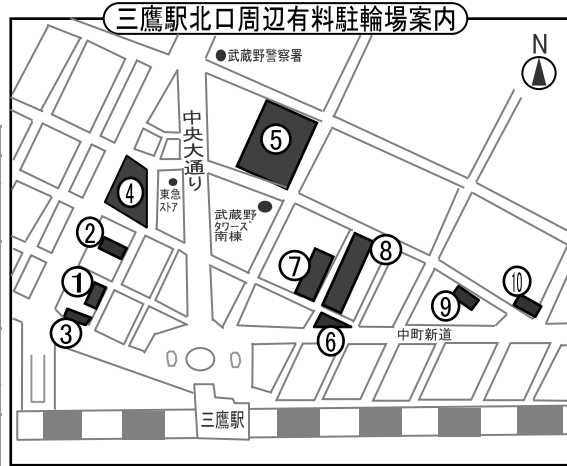 三鷹駅北口周辺有料駐輪場案内
武蔵野警察署
N
中央大通り
⑤
④
東急
ストア
武蔵野
タワーズ
南棟
②
⑦
⑧
①
⑨
⑩
③
⑥
中町新道
三鷹駅